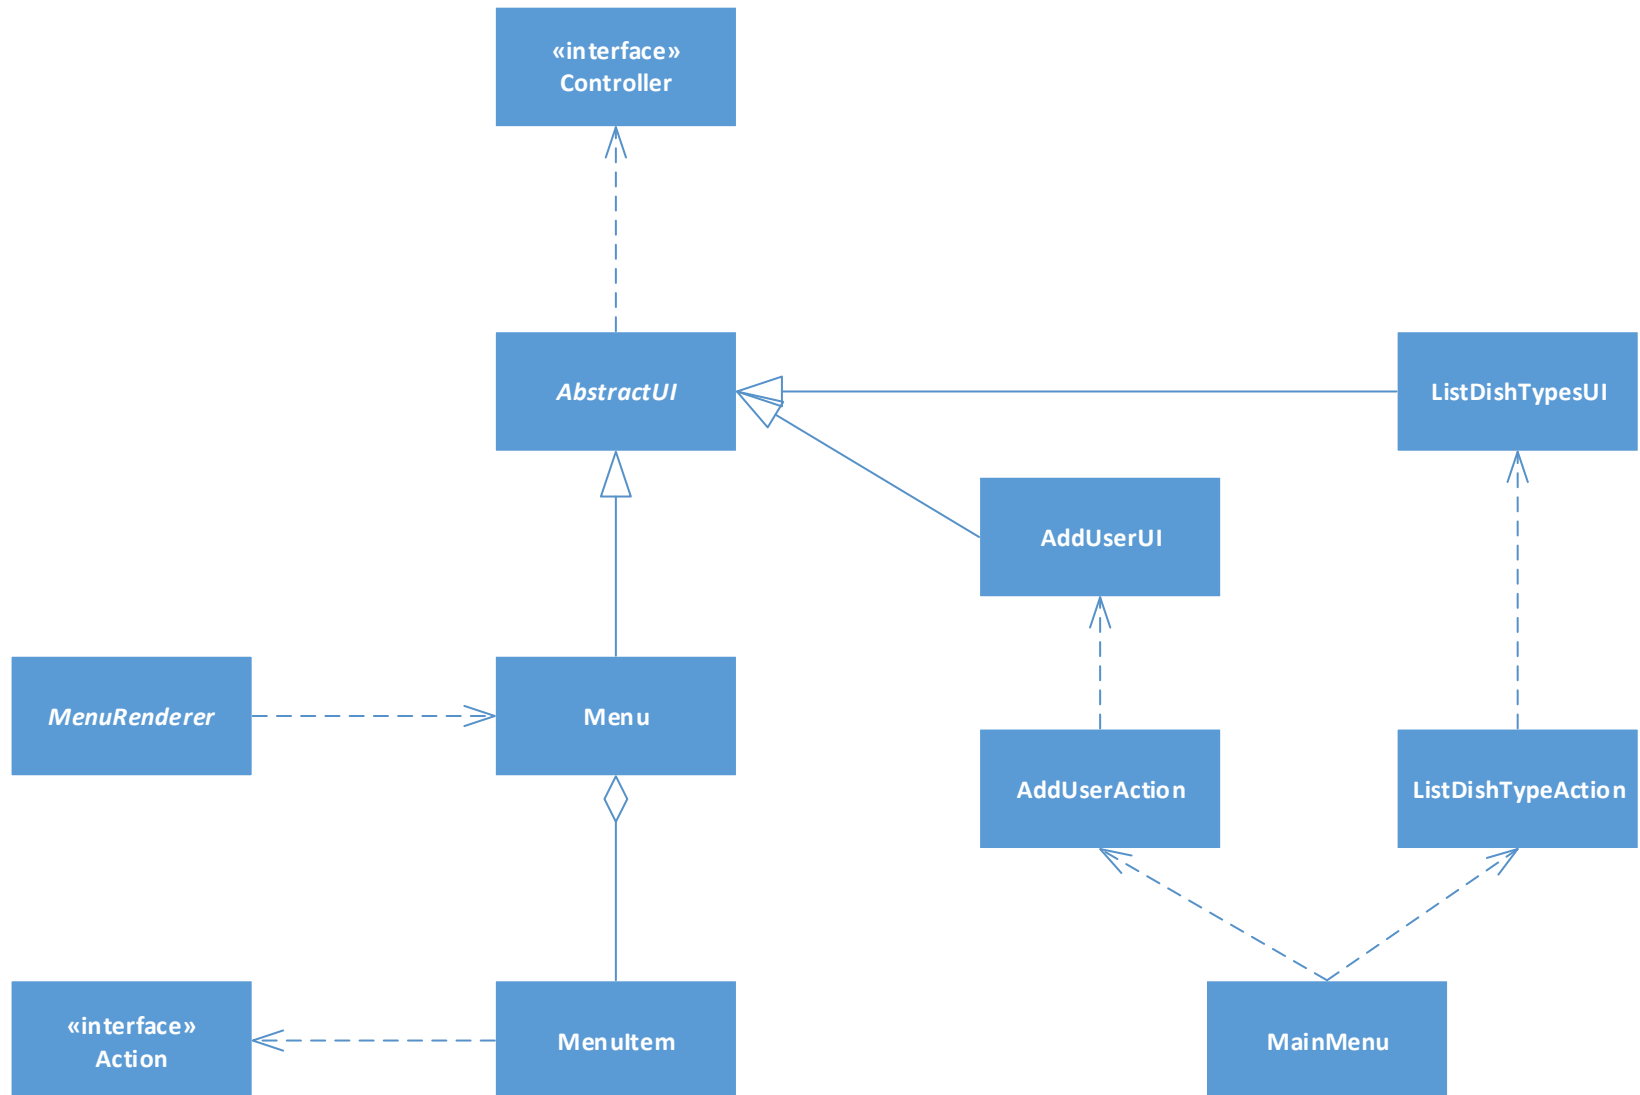 «interface»
Controller
AbstractUI
ListDishTypesUI
AddUserUI
MenuRenderer
Menu
AddUserAction
ListDishTypeAction
«interface»
Action
MenuItem
MainMenu